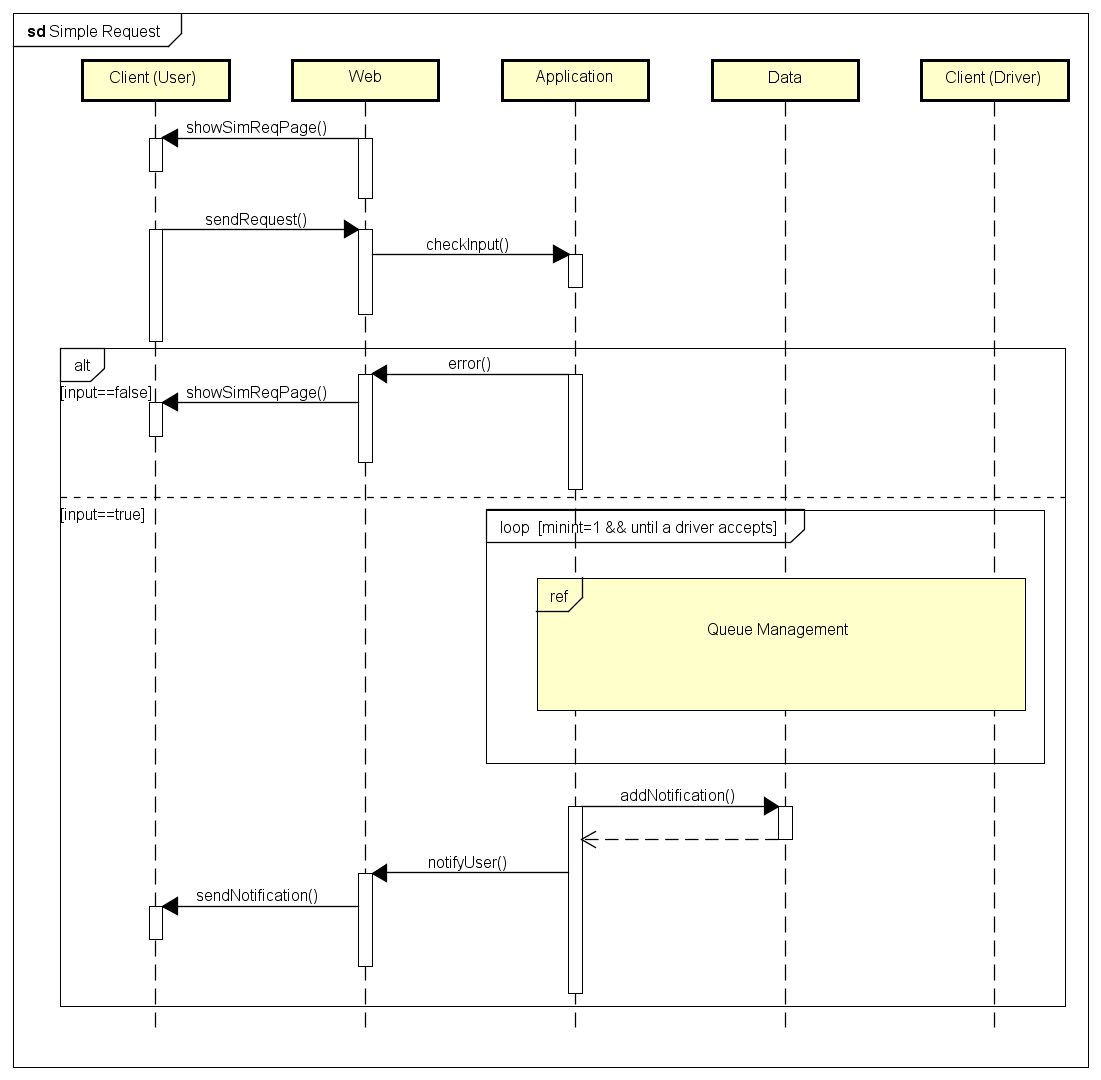 sd Simple Request
Client (User)
Web
Application
Data
Client (Driver)
showSimReqPage()
sendRequest()
checkInput()
alt
error()
[input==false]
showSimReqPage()
[input==true]
loop [minint=1 && until a driver accepts]
ref
Queue Management
addNotification()
notifyUser()
sendNotification()